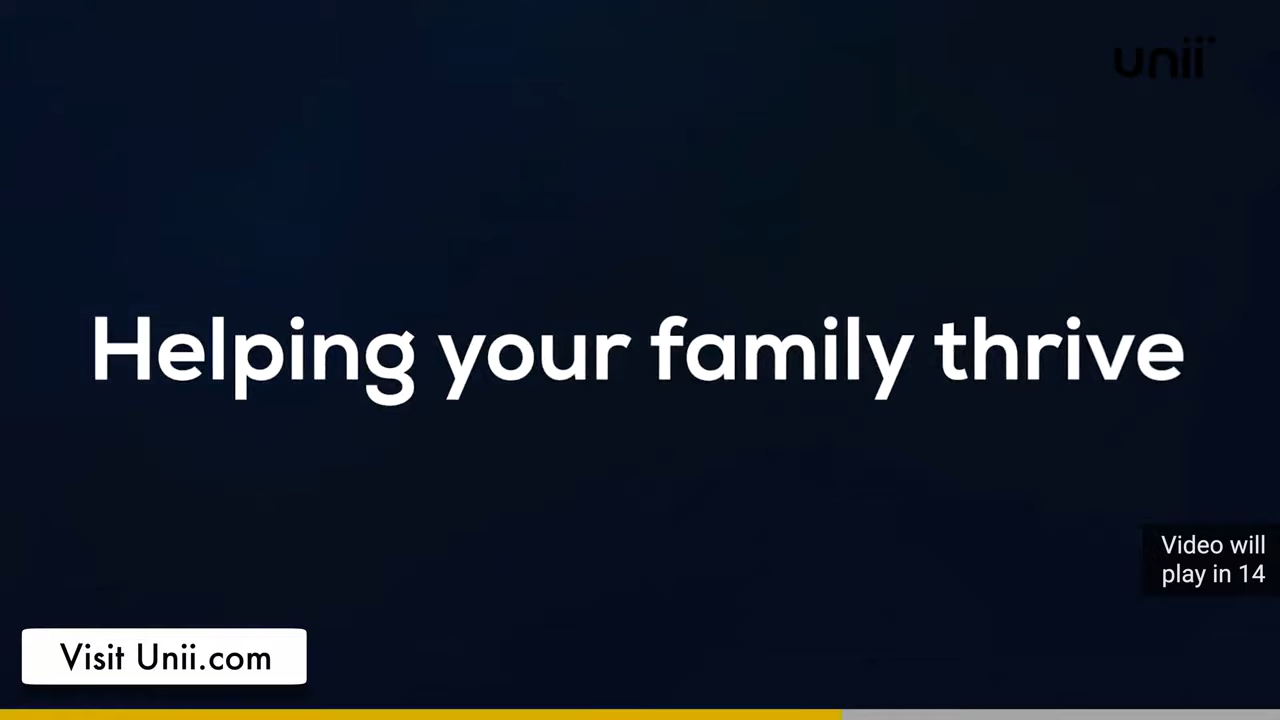 unii
Helping your family thrive
Video will
play in 14
Visit Unii.com